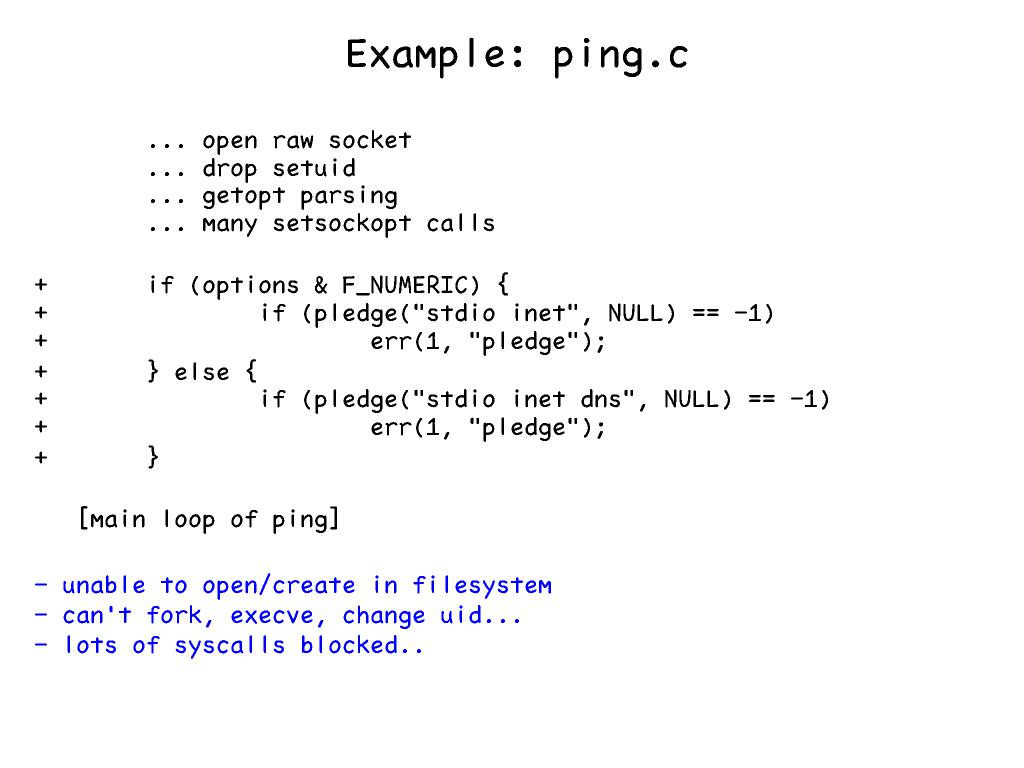 Example: ping.c
... open raw socket
... drop setuid
... getopt parsing
... many setsockopt calls
+ if (options & F_NUMERIC) {
+ if (pledge("stdio inet", NULL) == -1)
+ err(1, "pledge");
+ } else {
+ if (pledge("stdio inet dns", NULL) == -1)
+ err(1, "pledge");
+ }
[main loop of ping]
- unable to open/create in filesystem
- can't fork, execve, change uid...
- lots of syscalls blocked..